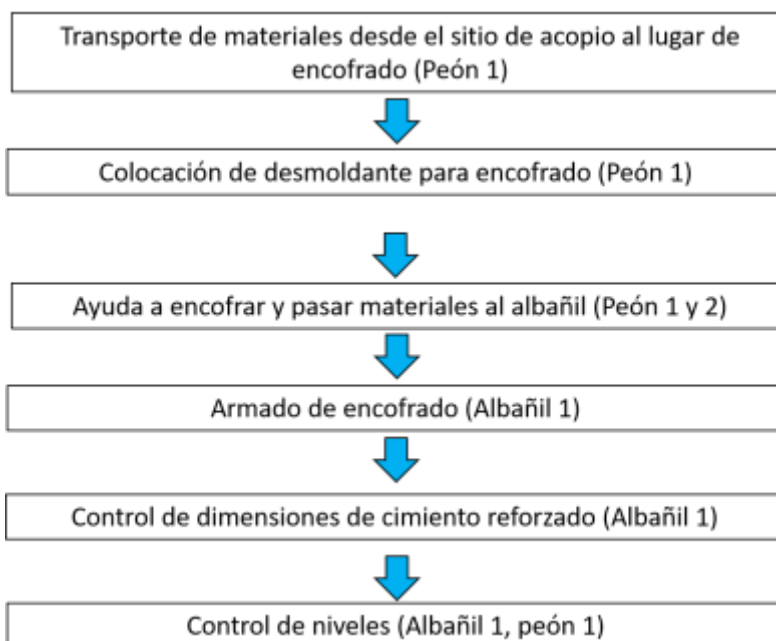 Transporte de materiales desde el sitio de acopio al lugar de
encofrado (Peón 1)
Colocación de desmoldante para encofrado (Peón 1)
Ayuda a encofrar y pasar materiales al albañil (Peón 1 y 2)
Armado de encofrado (Albañil 1)
Control de dimensiones de cimiento reforzado (Albañil 1)
Control de niveles (Albañil 1, peón 1)